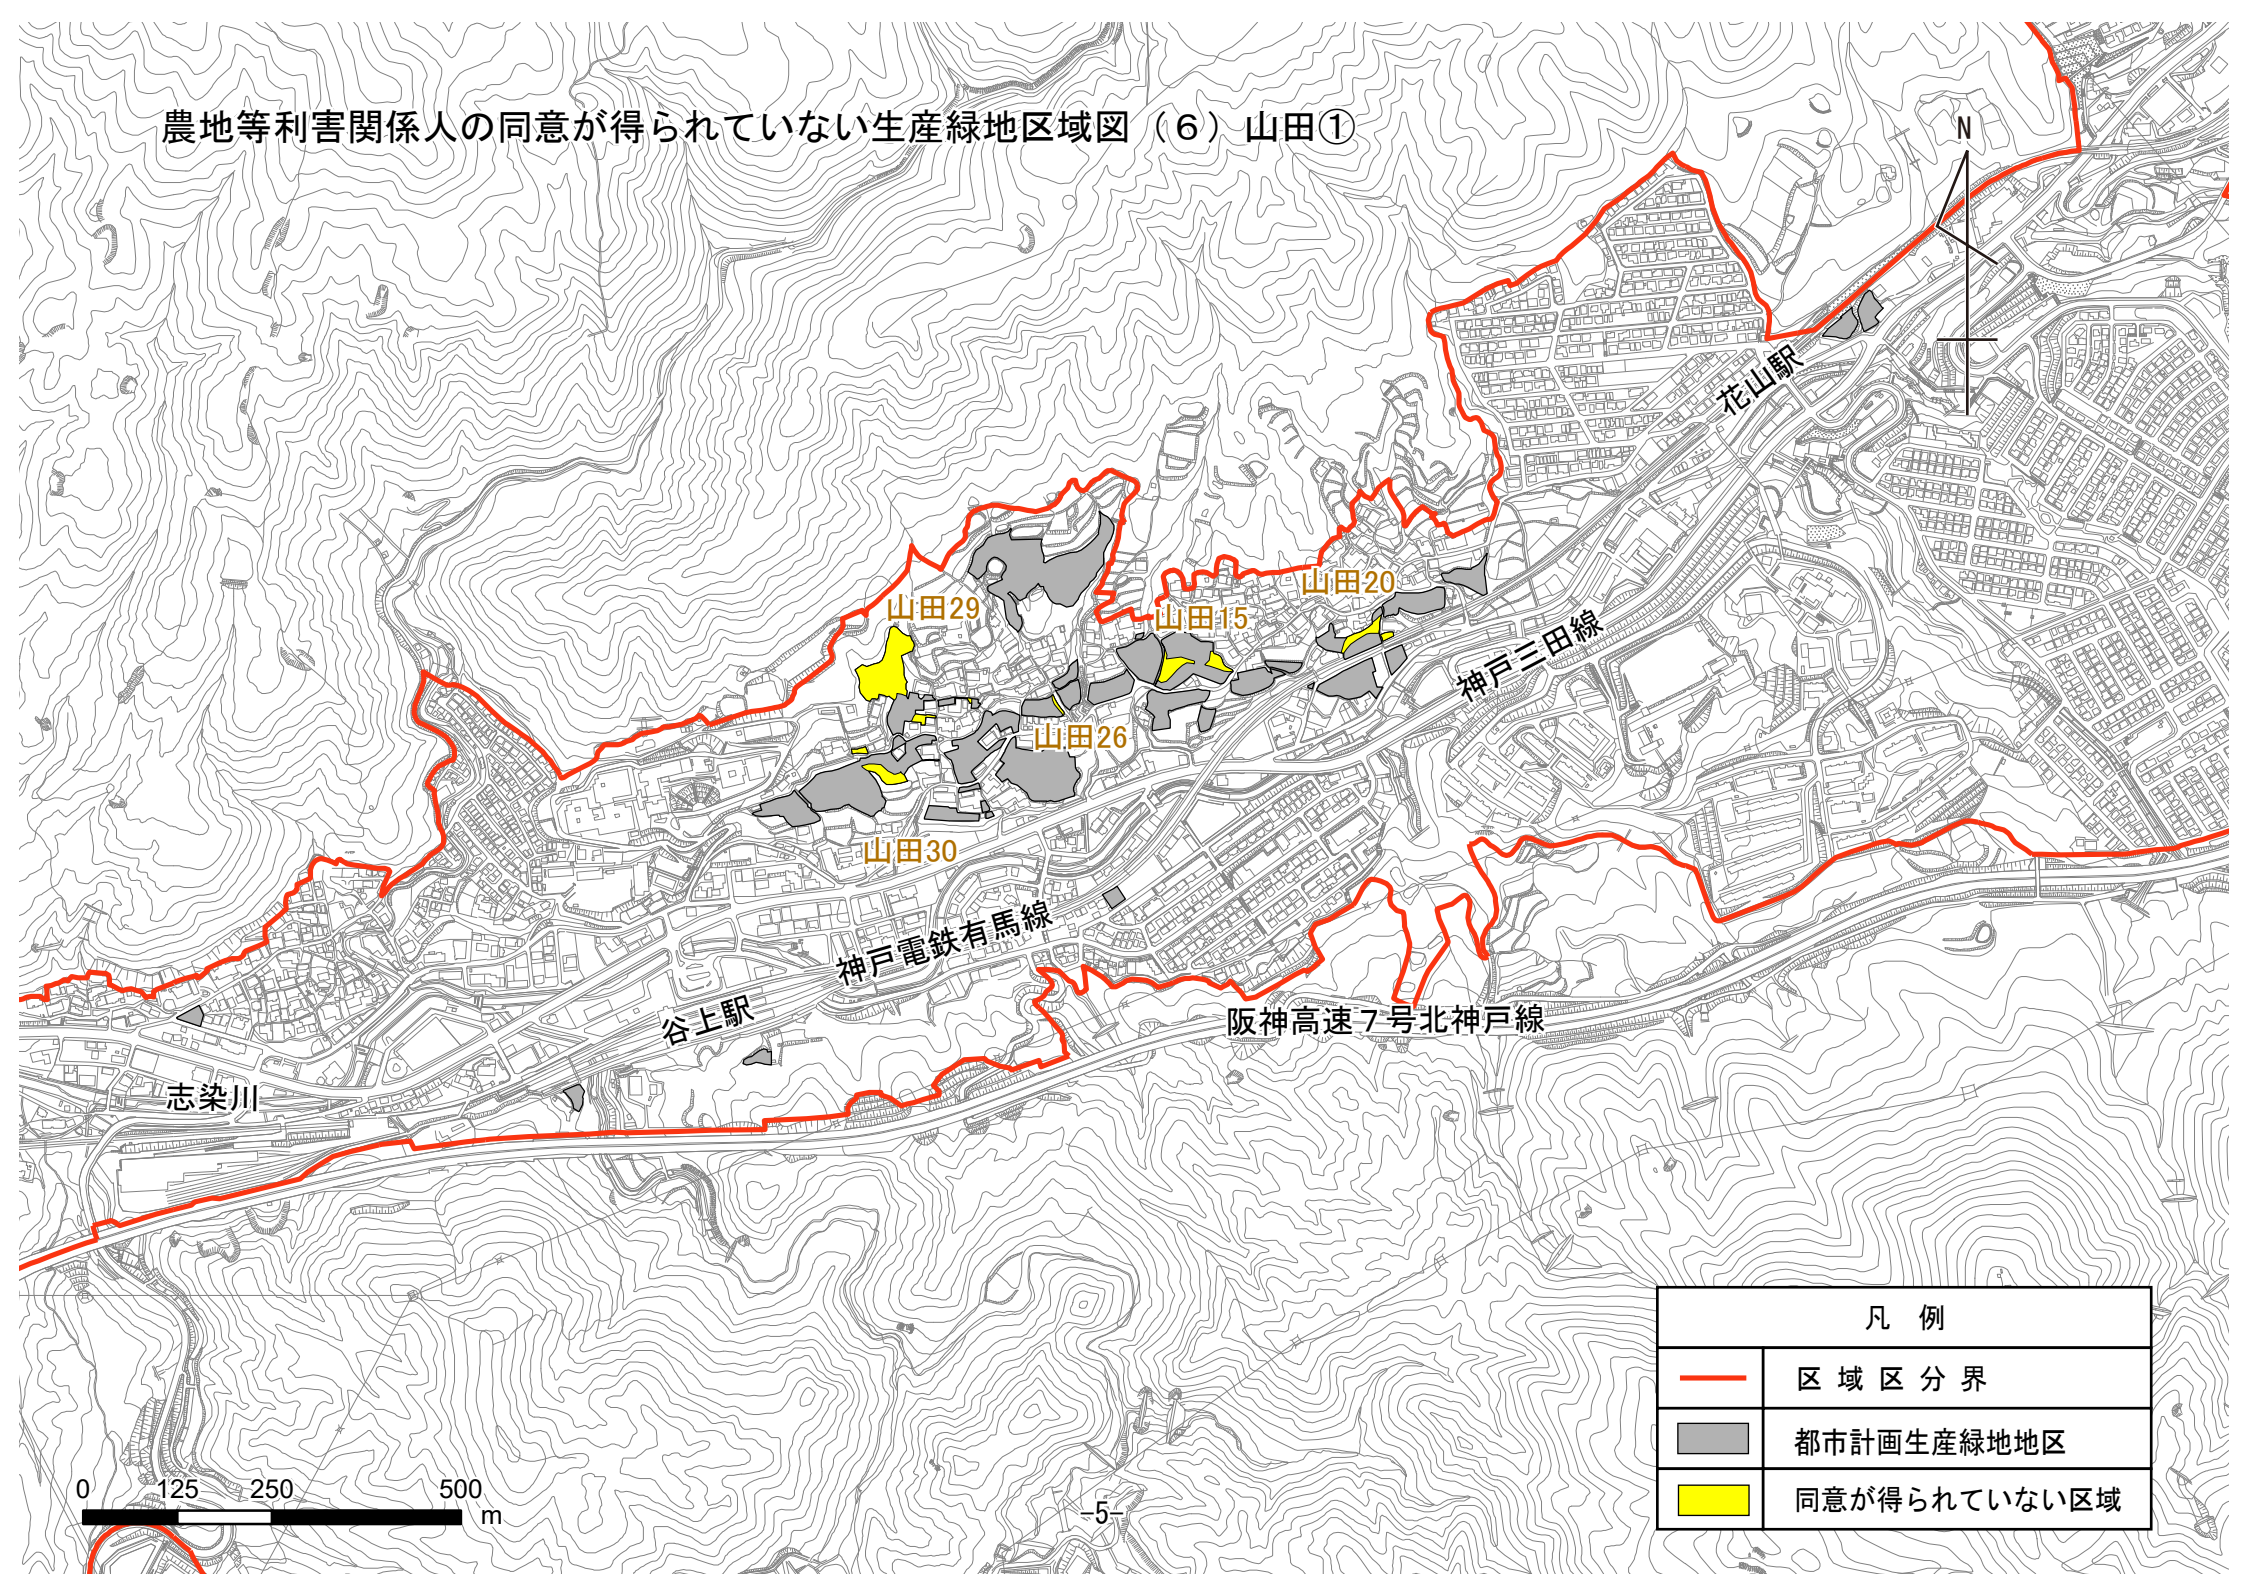 農地等利害関係人の同意が得られていない生産緑地区域図（６）山田①
N
花山駅
山田20
山田29
山田15
神戸三田線
山田26
山田30
神戸電鉄有馬線
谷上駅
阪神高速７号北神戸線
志染川
凡　例
区 域 区 分 界
都市計画生産緑地地区
同意が得られていない区域
0 125 250 500
m
-5-